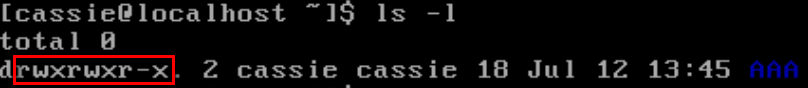 [cassie@localhost ~]$ ls -l
total 0
drwxrwxr-x. 2 cassie cassie 18 Jul 12 13:45 AAA